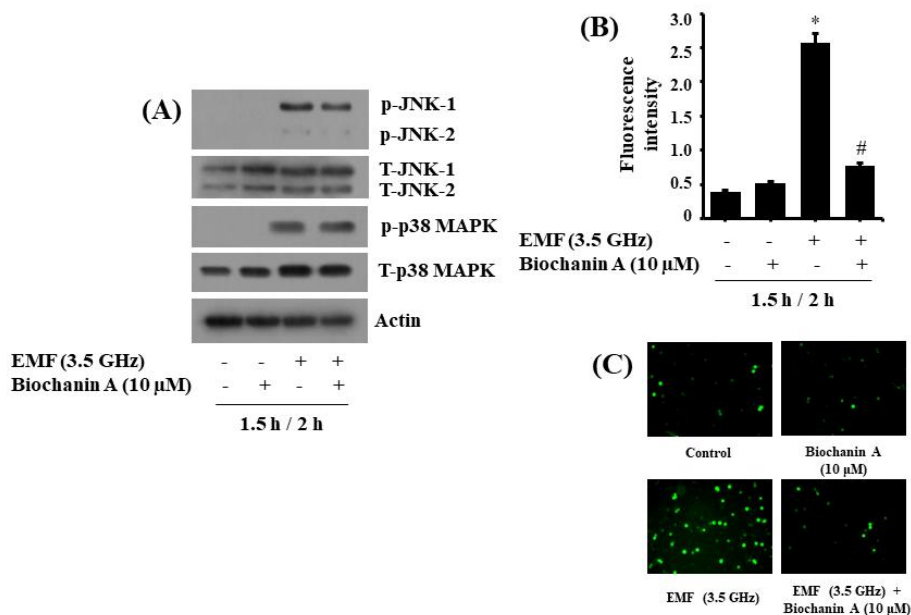 (A)
p-JNK-1
p-JNK-2
T-JNK-1
T-JNK-2
p-p38 MAPK
T-p38 MAPK
Actin
EMF (3.5 GHz) - - + +
Biochanin A (10 μM) - + - +
1.5 h / 2 h
(B)
Fluorescence
intensity
3.0
2.5
2.0
1.0
0.5
0
*
#
EMF (3.5 GHz) - - + +
Biochanin A (10 μM) - + - +
1.5 h / 2 h
(C)
Control
Biochanin A
(10 μM)
EMF (3.5 GHz)
EMF (3.5 GHz) +
Biochanin A (10 μM)